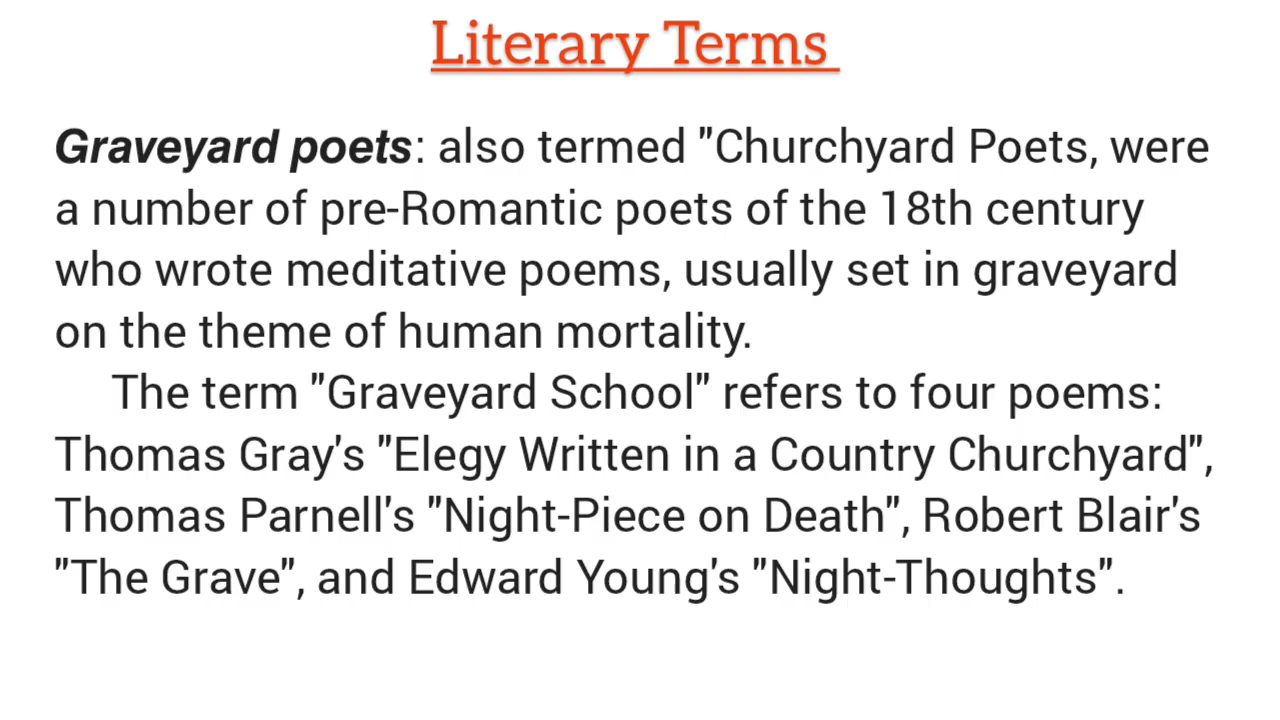 Literary Terms
Graveyard poets: also termed "Churchyard Poets, were
a number of pre-Romantic poets of the 18th century
who wrote meditative poems, usually set in graveyard
on the theme of human mortality.
The term "Graveyard School" refers to four poems:
Thomas Gray's "Elegy Written in a Country Churchyard",
Thomas Parnell's "Night-Piece on Death", Robert Blair's
"The Grave", and Edward Young's "Night-Thoughts".